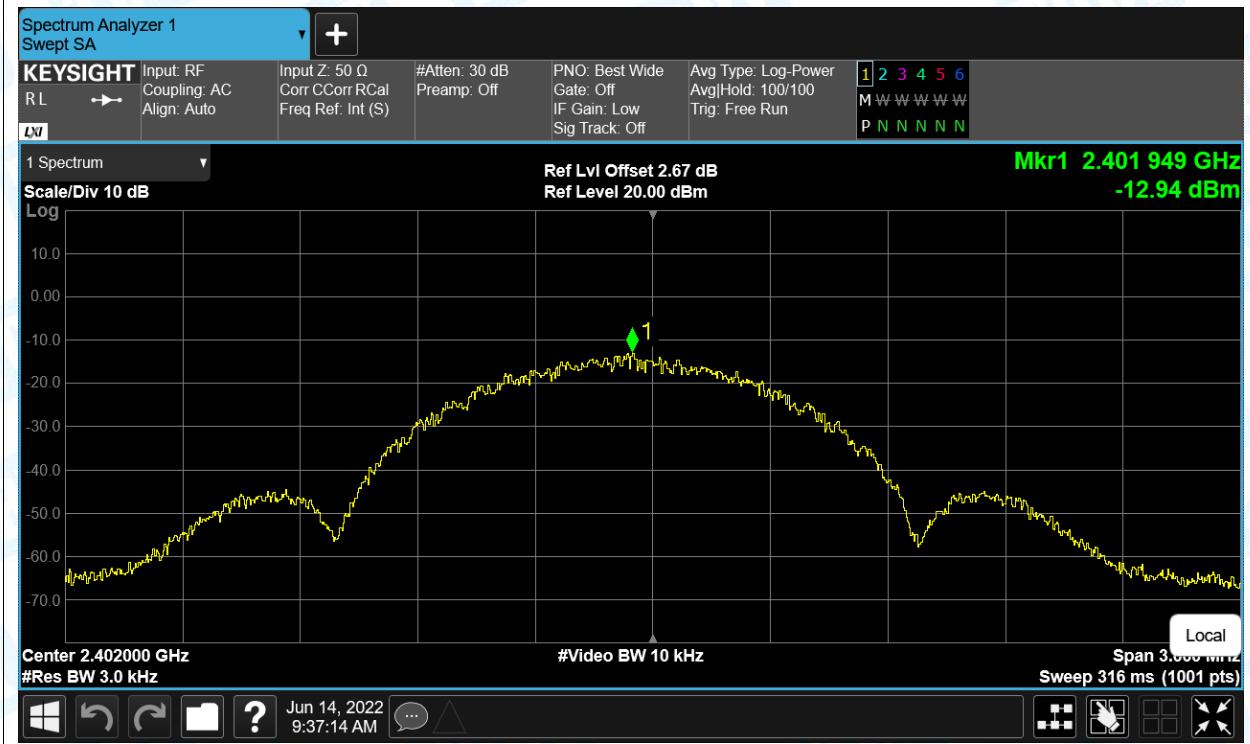 Spectrum Analyzer 1
Swept SA
KEYSIGHT
R L
LXI
Input: RF
Coupling: AC
Align: Auto
Input Z: 50 Ω
Corr CCorr RCal
Freq Ref: Int (S)
#Atten: 30 dB
Preamp: Off
PNO: Best Wide
Gate: Off
IF Gain: Low
Sig Track: Off
Avg Type: Log-Power
Avg|Hold: 100/100
Trig: Free Run
1 2 3 4 5 6
M W W W W W
P N N N N N
1 Spectrum
Scale/Div 10 dB
Ref Lvl Offset 2.67 dB
Ref Level 20.00 dBm
Mkr1 2.401 949 GHz
-12.94 dBm
Log
10.0
0.00
-10.0
-20.0
-30.0
-40.0
-50.0
-60.0
-70.0
1
Local
Center 2.402000 GHz
#Video BW 10 kHz
Span
#Res BW 3.0 kHz
Sweep 316 ms (1001 pts)
?
Jun 14, 2022
9:37:14 AM